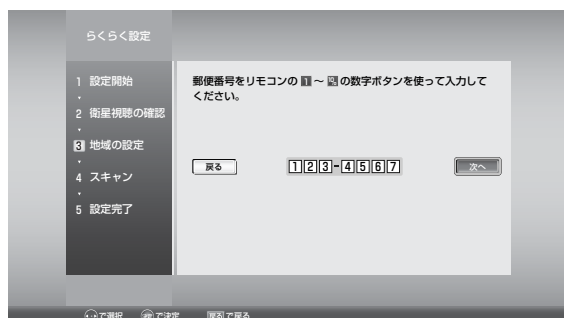 らくらく設定
1 設定開始
2 衛星視聴の確認
3 地域の設定
4 スキャン
5 設定完了
郵便番号をリモコンの 1 ~ の数字ボタンを使って入力して
ください。
戻る
123-4567
次へ
で選択 で決定 戻る で戻る